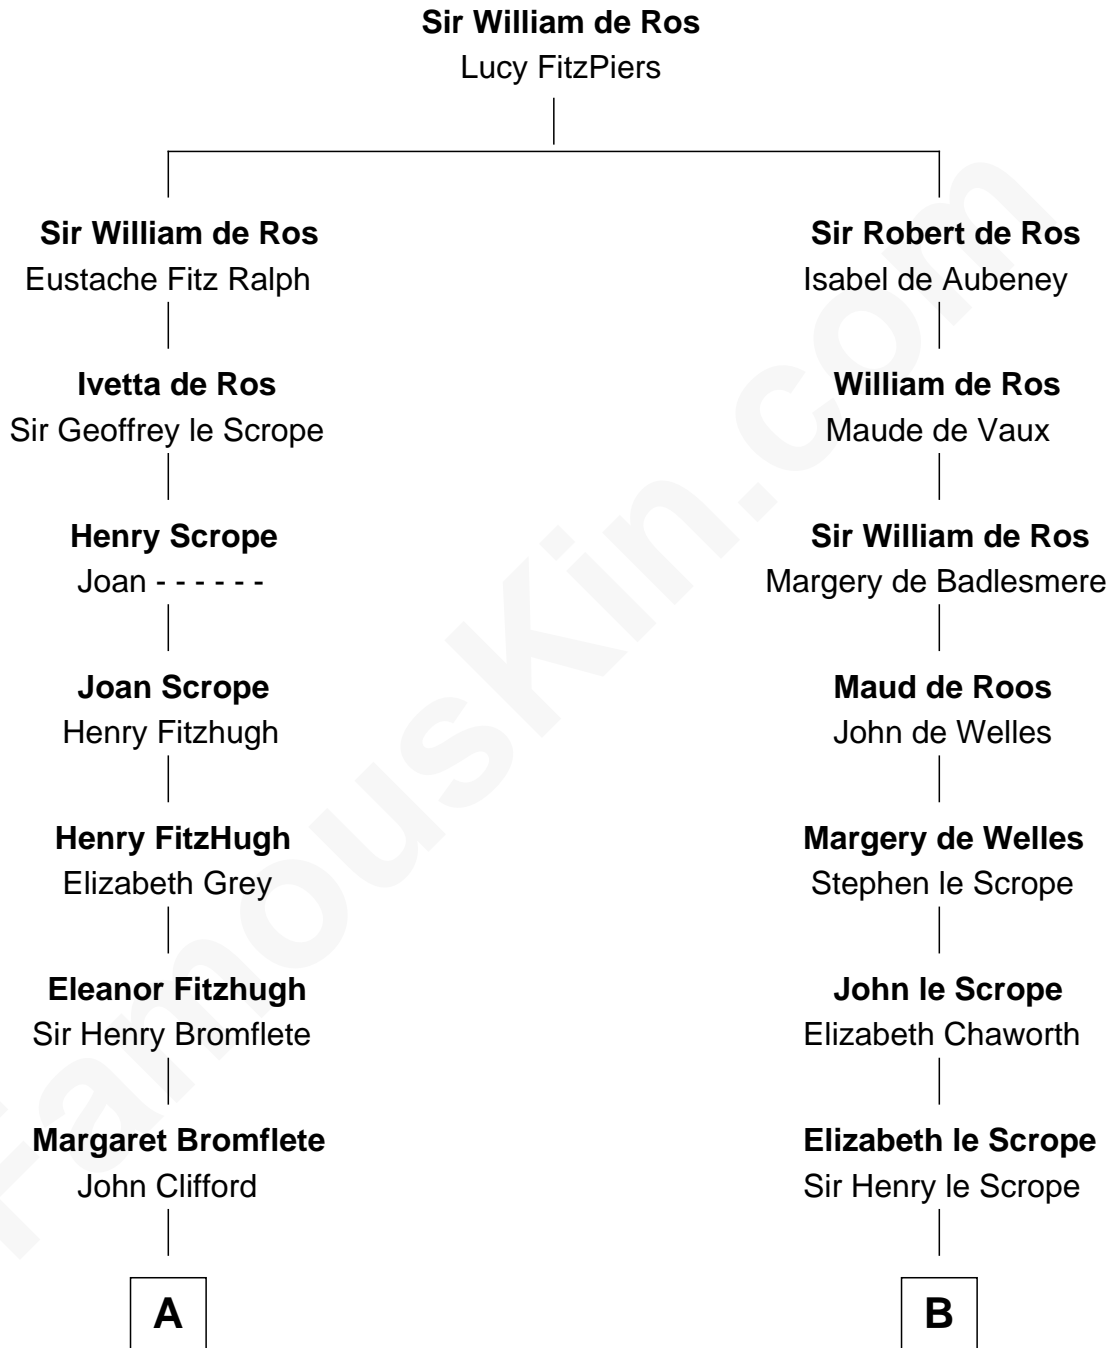 Sir William de Ros
Lucy FitzPiers
Sir William de Ros
Eustache Fitz Ralph
Sir Robert de Ros
Isabel de Aubeney
Ivetta de Ros
Sir Geoffrey le Scrope
William de Ros
Maude de Vaux
Henry Scrope
Joan - - - - - -
Sir William de Ros
Margery de Badlesmere
Joan Scrope
Henry Fitzhugh
Maud de Roos
John de Welles
Henry FitzHugh
Elizabeth Grey
Margery de Welles
Stephen le Scrope
Eleanor Fitzhugh
Sir Henry Bromflete
John le Scrope
Elizabeth Chaworth
Margaret Bromflete
John Clifford
Elizabeth le Scrope
Sir Henry le Scrope
A
B
FamousKin.com